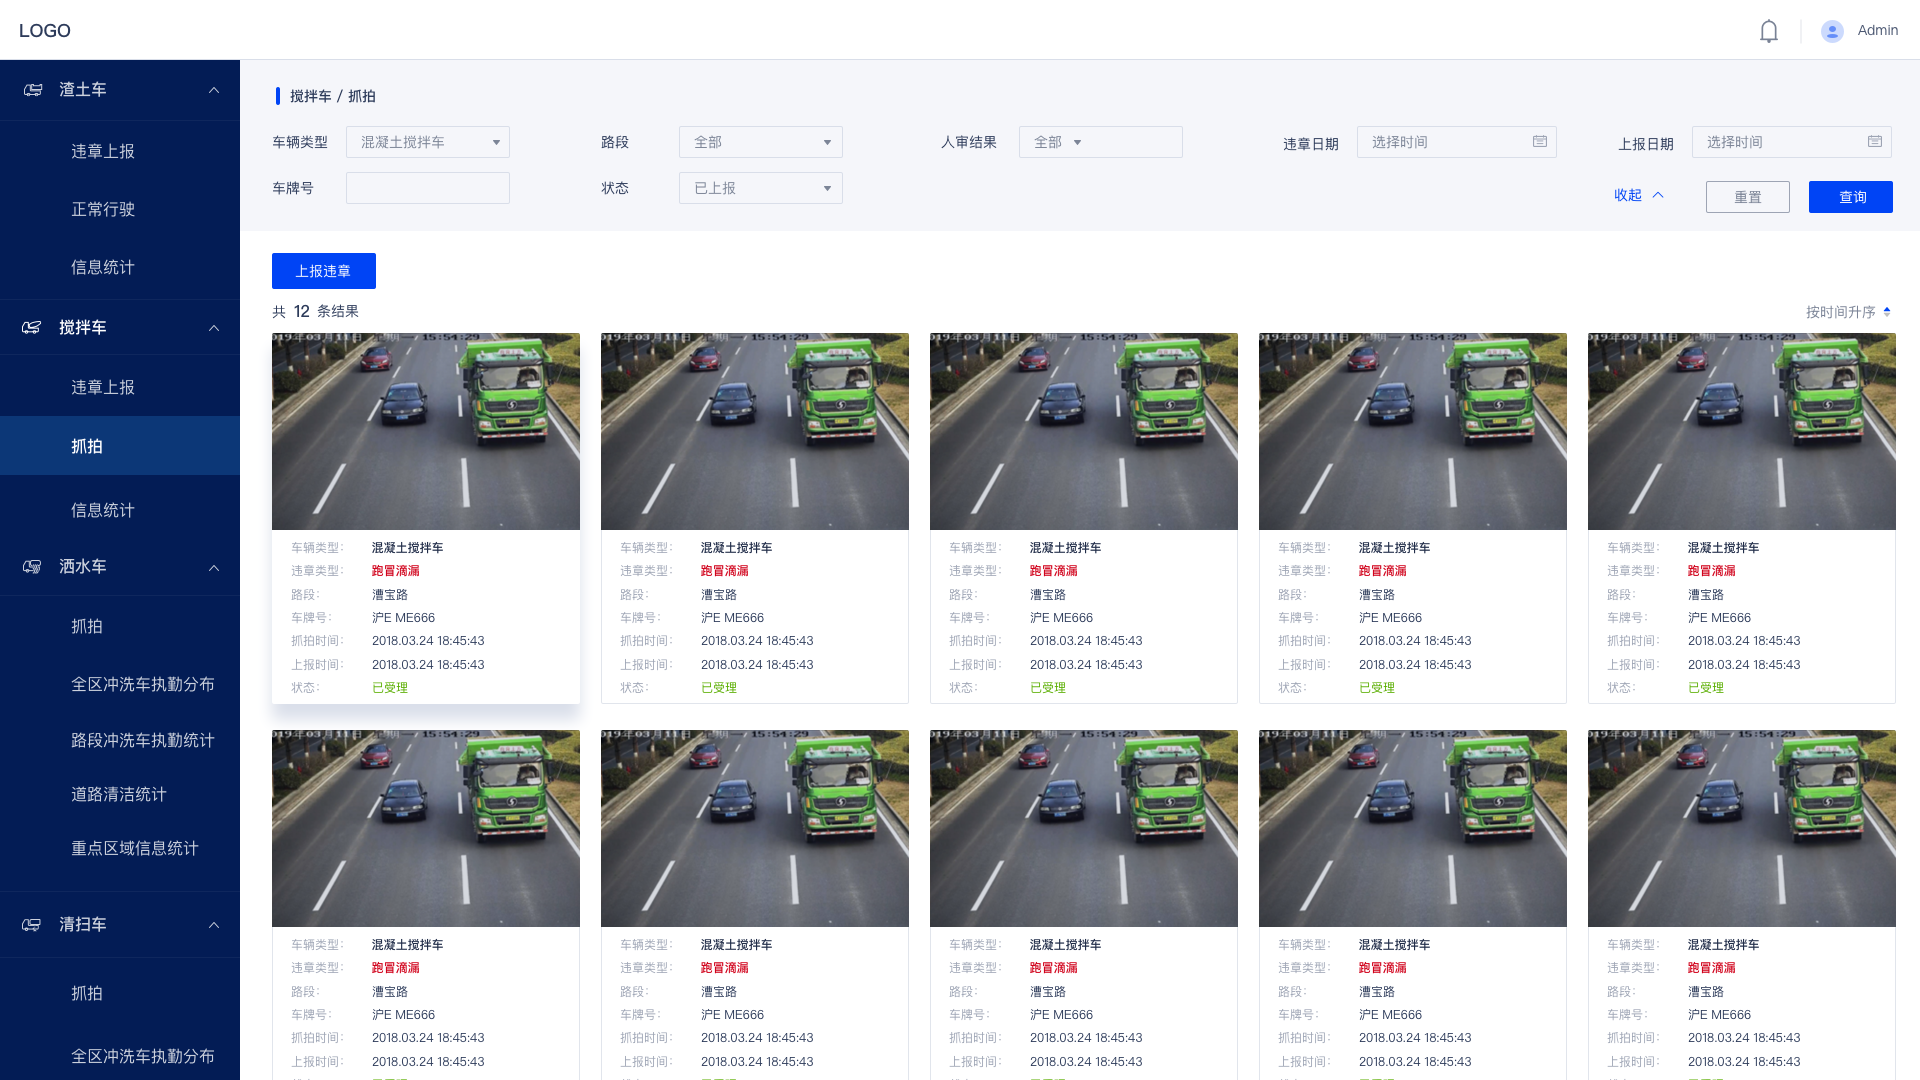 LOGO
Admin
渣土车
违章上报
正常行驶
信息统计
搅拌车
违章上报
抓拍
信息统计
洒水车
抓拍
全区冲洗车执勤分布
路段冲洗车执勤统计
道路清洁统计
重点区域信息统计
清扫车
抓拍
全区冲洗车执勤分布
搅拌车 / 抓拍
车辆类型 混凝土搅拌车 路段 全部 人审结果 全部 违章日期 选择时间 上报日期 选择时间
车牌号 状态 已上报 收起 重置 查询
上报违章
共 12 条结果 按时间升序
车辆类型: 混凝土搅拌车 车辆类型: 混凝土搅拌车 车辆类型: 混凝土搅拌车 车辆类型: 混凝土搅拌车 车辆类型: 混凝土搅拌车
违章类型: 跑冒滴漏 违章类型: 跑冒滴漏 违章类型: 跑冒滴漏 违章类型: 跑冒滴漏 违章类型: 跑冒滴漏
路段: 漕宝路 路段: 漕宝路 路段: 漕宝路 路段: 漕宝路 路段: 漕宝路
车牌号: 沪E ME666 车牌号: 沪E ME666 车牌号: 沪E ME666 车牌号: 沪E ME666 车牌号: 沪E ME666
抓拍时间: 2018.03.24 18:45:43 抓拍时间: 2018.03.24 18:45:43 抓拍时间: 2018.03.24 18:45:43 抓拍时间: 2018.03.24 18:45:43 抓拍时间: 2018.03.24 18:45:43
上报时间: 2018.03.24 18:45:43 上报时间: 2018.03.24 18:45:43 上报时间: 2018.03.24 18:45:43 上报时间: 2018.03.24 18:45:43 上报时间: 2018.03.24 18:45:43
状态: 已受理 状态: 已受理 状态: 已受理 状态: 已受理 状态: 已受理
车辆类型: 混凝土搅拌车 车辆类型: 混凝土搅拌车 车辆类型: 混凝土搅拌车 车辆类型: 混凝土搅拌车 车辆类型: 混凝土搅拌车
违章类型: 跑冒滴漏 违章类型: 跑冒滴漏 违章类型: 跑冒滴漏 违章类型: 跑冒滴漏 违章类型: 跑冒滴漏
路段: 漕宝路 路段: 漕宝路 路段: 漕宝路 路段: 漕宝路 路段: 漕宝路
车牌号: 沪E ME666 车牌号: 沪E ME666 车牌号: 沪E ME666 车牌号: 沪E ME666 车牌号: 沪E ME666
抓拍时间: 2018.03.24 18:45:43 抓拍时间: 2018.03.24 18:45:43 抓拍时间: 2018.03.24 18:45:43 抓拍时间: 2018.03.24 18:45:43 抓拍时间: 2018.03.24 18:45:43
上报时间: 2018.03.24 18:45:43 上报时间: 2018.03.24 18:45:43 上报时间: 2018.03.24 18:45:43 上报时间: 2018.03.24 18:45:43 上报时间: 2018.03.24 18:45:43